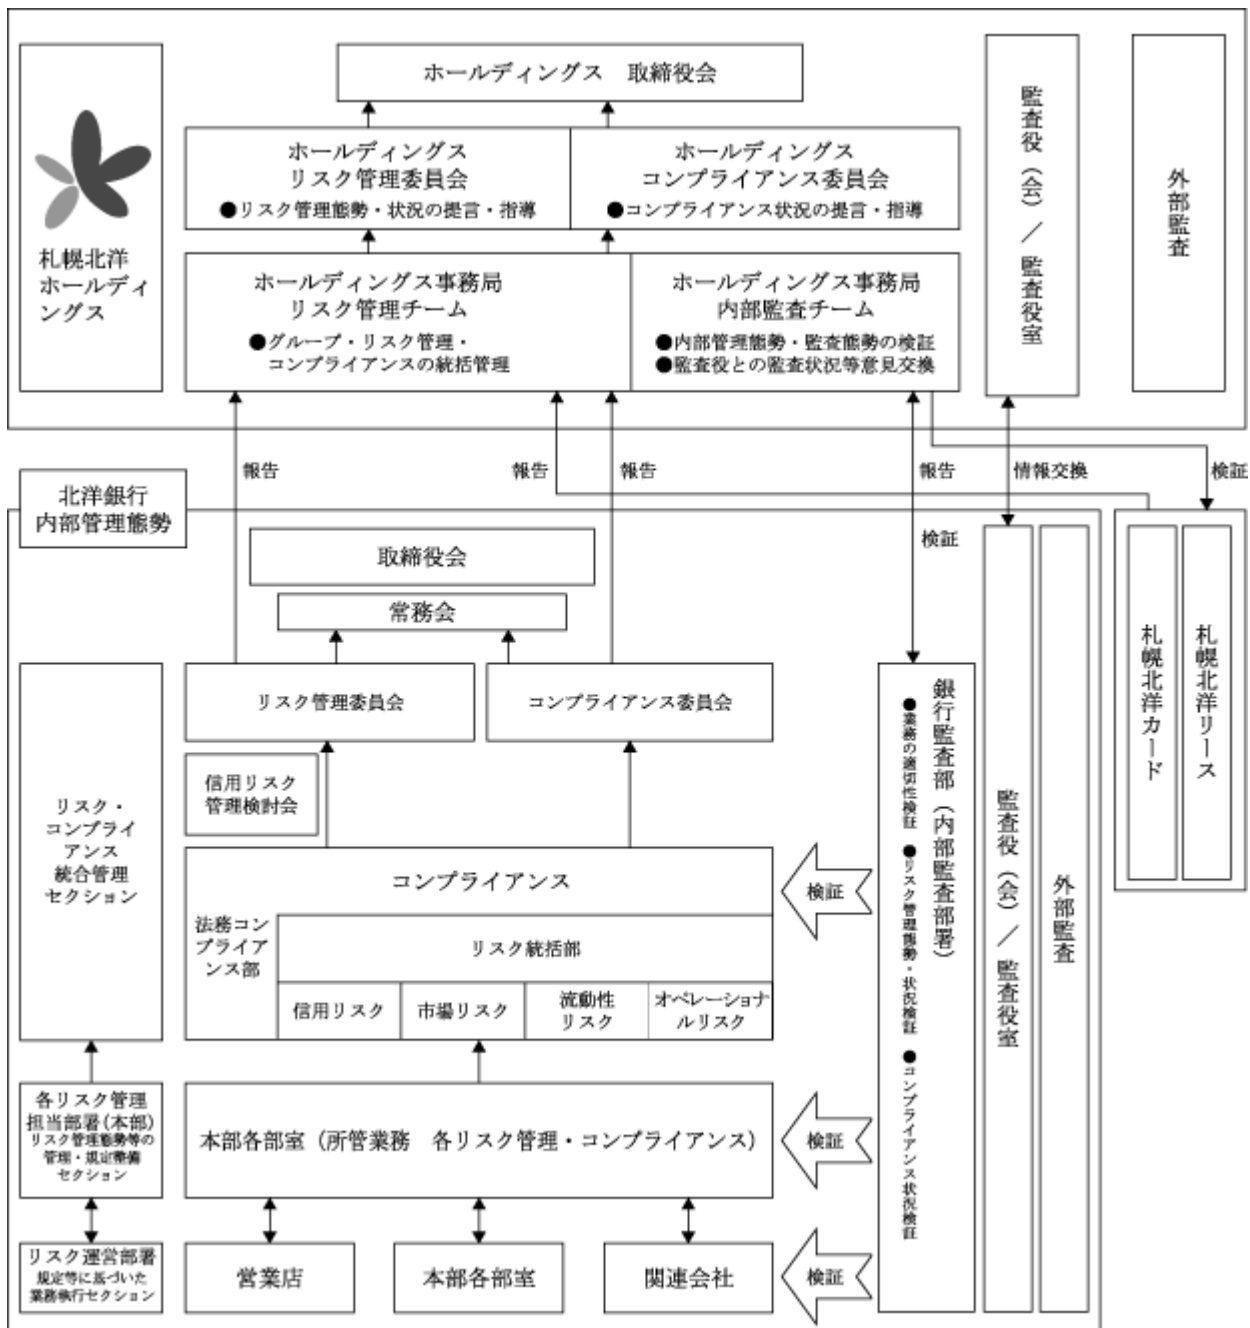 ホールディングス 取締役会
札幌北洋
ホールディ
ングス
ホールディングス
リスク管理委員会
●リスク管理態勢・状況の提言・指導
ホールディングス
コンプライアンス委員会
●コンプライアンス状況の提言・指導
ホールディングス事務局
リスク管理チーム
●グループ・リスク管理・
コンプライアンスの統括管理
ホールディングス事務局
内部監査チーム
●内部管理態勢・監査態勢の検証
●監査役との監査状況等意見交換
監査役(会)/監査役室
外部監査
報告
報告
報告
報告
検証
情報交換
検証
北洋銀行
内部管理態勢
取締役会
常務会
リスク管理委員会
コンプライアンス委員会
信用リスク
管理検討会
リスク・
コンプライ
アンス
統合管理
セクション
コンプライアンス
法務コン
プライア
ンス部
リスク統括部
信用リスク
市場リスク
流動性
リスク
オペレーショナ
ルリスク
検証
各リスク管理
担当部署(本部)
リスク管理態勢等の
管理・規定整備
セクション
本部各部室(所管業務 各リスク管理・コンプライアンス)
検証
リスク運営部署
規定等に基づいた
業務執行セクション
営業店
本部各部室
関連会社
検証
銀行監査部(内部監査部署)
●業務の適切性検証 ●リスク管理態勢・状況検証 ●コンプライアンス状況検証
監査役(会)/監査役室
外部監査
札幌北洋カード
札幌北洋リース